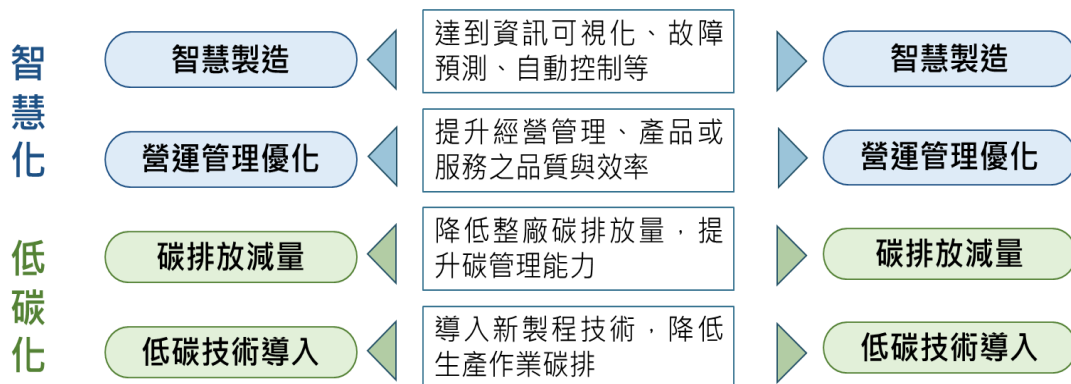 智慧化
智慧製造
達到資訊可視化、故障
預測、自動控制等
智慧製造
營運管理優化
提升經營管理、產品或
服務之品質與效率
營運管理優化
低碳化
碳排放減量
降低整廠碳排放量，提
升碳管理能力
碳排放減量
低碳技術導入
導入新製程技術，降低
生產作業碳排
低碳技術導入